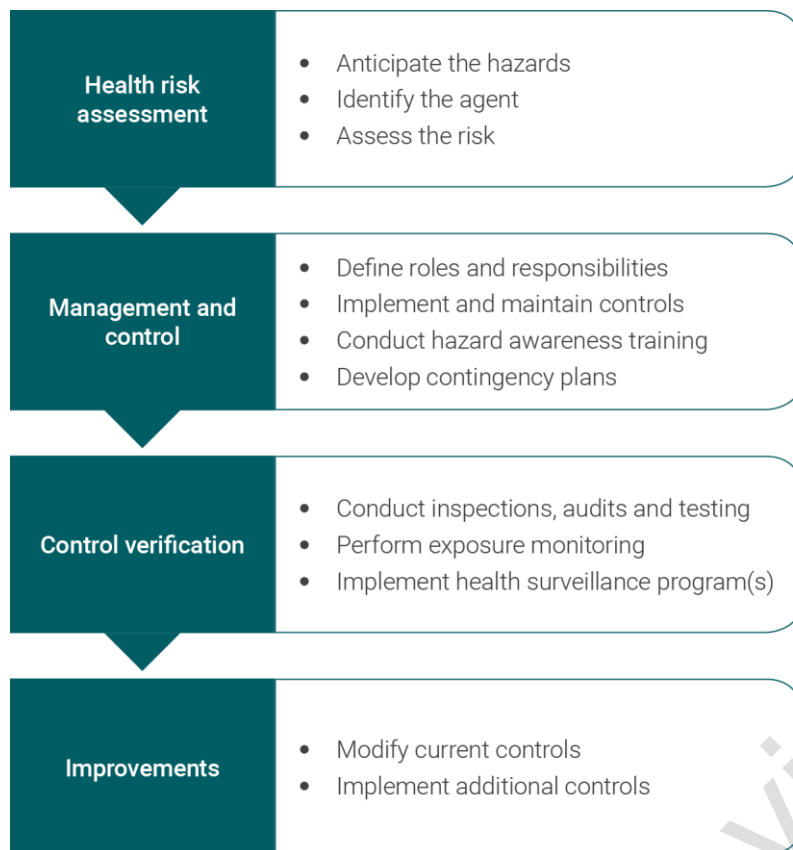 Health risk
assessment
• Anticipate the hazards
• Identify the agent
• Assess the risk
Management and
control
• Define roles and responsibilities
• Implement and maintain controls
• Conduct hazard awareness training
• Develop contingency plans
Control verification
• Conduct inspections, audits and testing
• Perform exposure monitoring
• Implement health surveillance program(s)
Improvements
• Modify current controls
• Implement additional controls